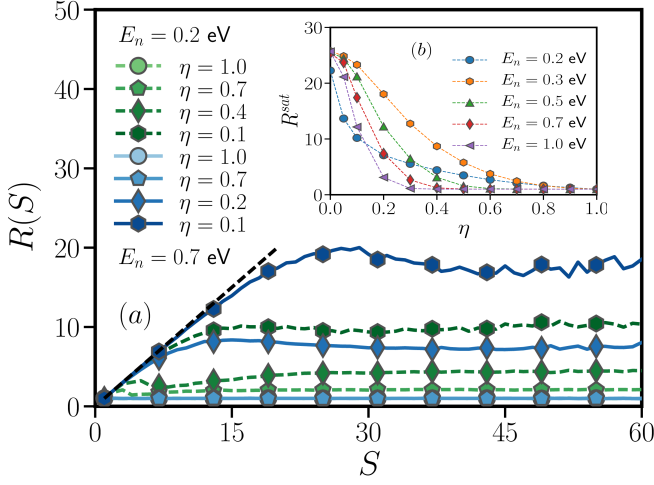 50
40
30
20
10
0
R(S)
0
15
30
45
60
S
E_n = 0.2 eV
η = 1.0
η = 0.7
η = 0.4
η = 0.1
η = 1.0
η = 0.7
η = 0.2
η = 0.1
E_n = 0.7 eV
(a)
30
20
10
0
R^{sat}
(b)
E_n = 0.2 eV
E_n = 0.3 eV
E_n = 0.5 eV
E_n = 0.7 eV
E_n = 1.0 eV
0.0
0.2
0.4
0.6
0.8
1.0
η